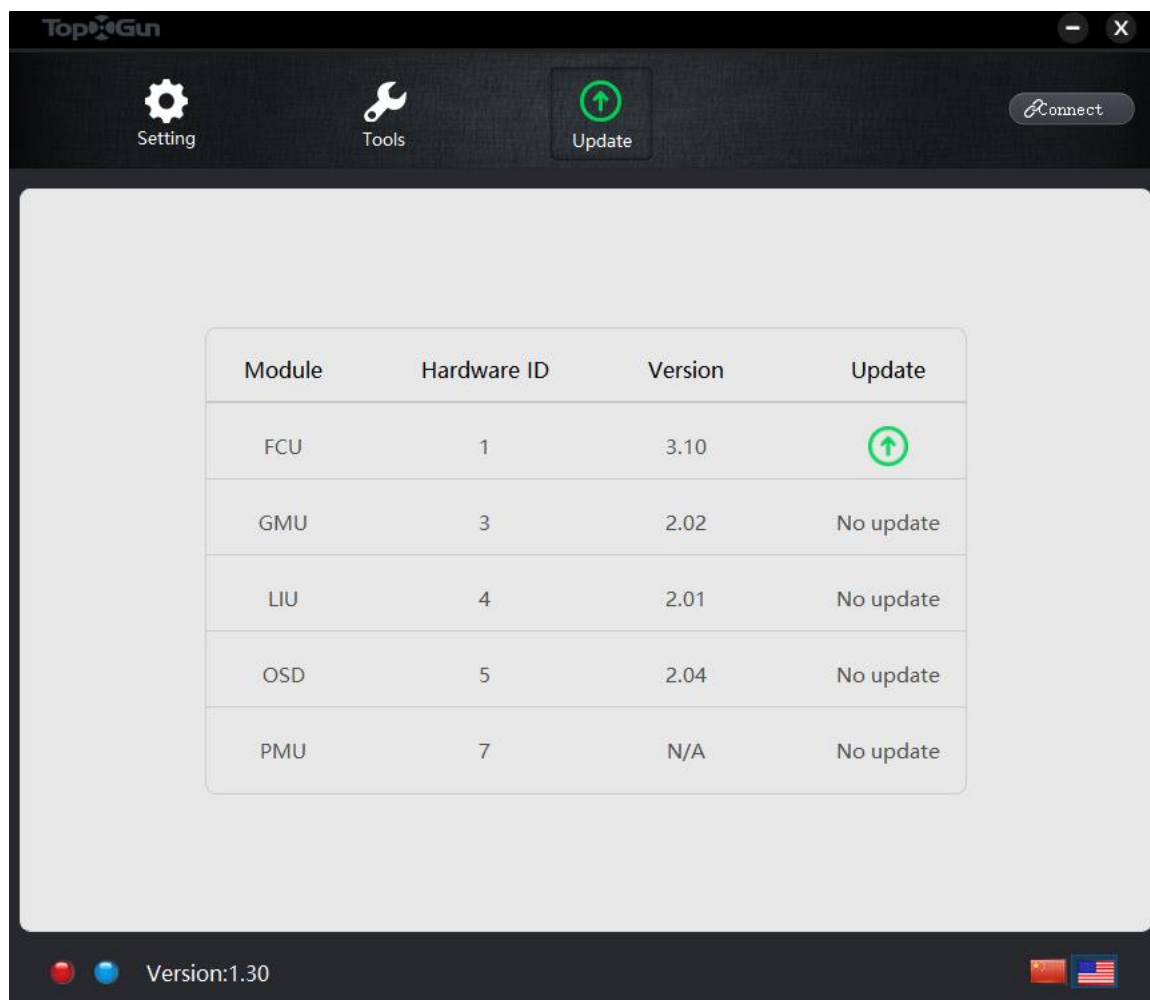 TopXGun
Setting Tools Update Connect
Module Hardware ID Version Update
FCU 1 3.10
GMU 3 2.02 No update
LIU 4 2.01 No update
OSD 5 2.04 No update
PMU 7 N/A No update
Version:1.30